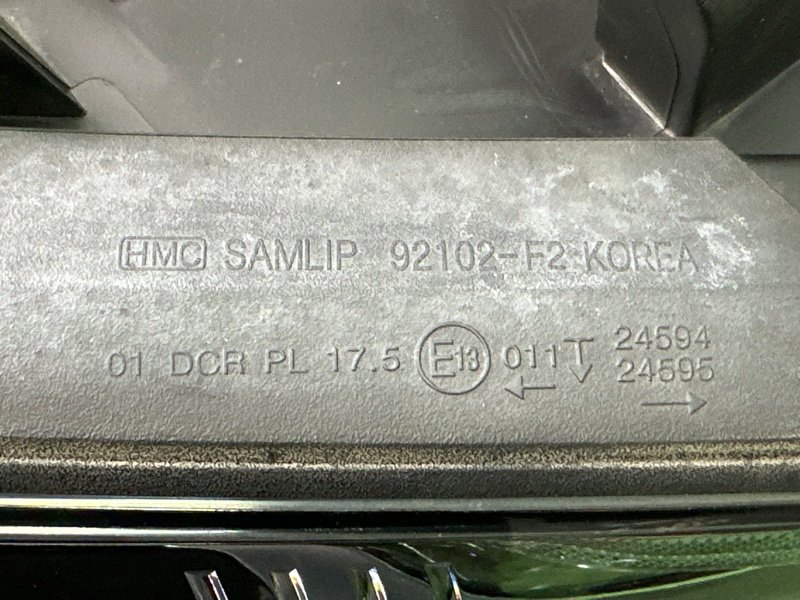 HMC SAMLIP 92102-F2 KOREA
01 DCR PL 17.5 E13 011 T 24594
24595
← ↓ →